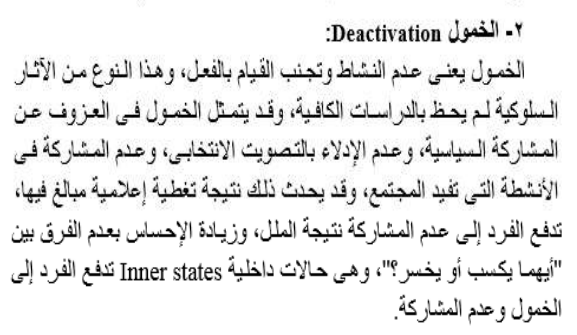 ٢- الخمول Deactivation:
الخمول يعنى عدم النشاط وتجنب القيام بالفعل، وهذا النوع من الآثار
السلوكية لم يحظ بالدراسات الكافية، وقد يتمثل الخمول فى العزوف عن
المشاركة السياسية، وعدم الإدلاء بالتصويت الانتخابى، وعدم المشاركة فى
الأنشطة التى تفيد المجتمع، وقد يحدث ذلك نتيجة تغطية إعلامية مبالغ فيها،
تدفع الفرد إلى عدم المشاركة نتيجة الملل، وزيادة الإحساس بعدم الفرق بين
"أيهما يكسب أو يخسر؟"، وهى حالات داخلية Inner states تدفع الفرد إلى
الخمول وعدم المشاركة.